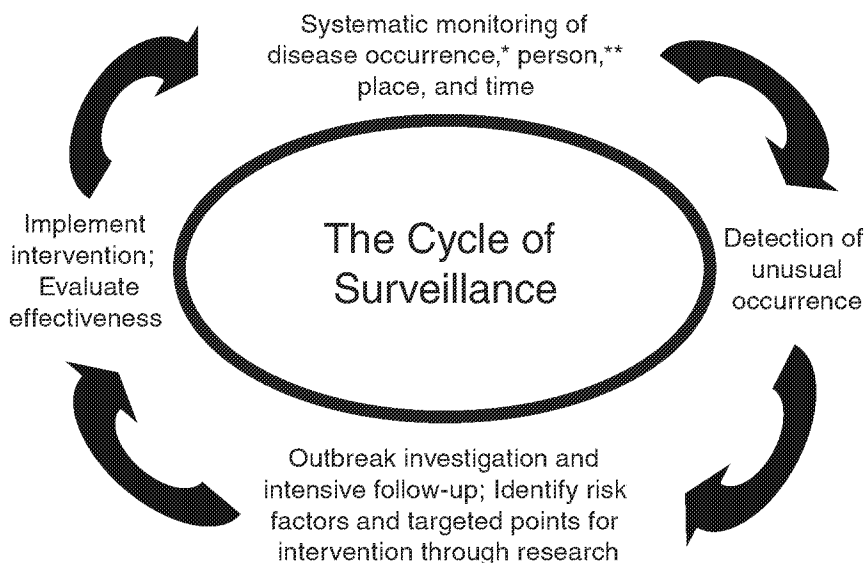 Systematic monitoring of
disease occurrence,* person,**
place, and time
The Cycle of
Surveillance
Detection of
unusual
occurrence
Outbreak investigation and
intensive follow-up; Identify risk
factors and targeted points for
intervention through research
Implement
intervention;
Evaluate
effectiveness